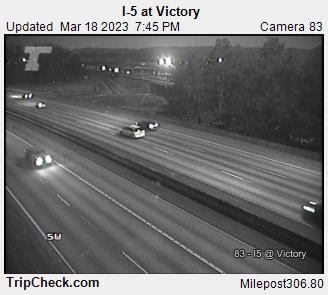 I-5 at Victory
Updated Mar 18 2023 7:45 PM Camera 83
T
SW
83 - I5 @ Victory
TripCheck.com Milepost306.80